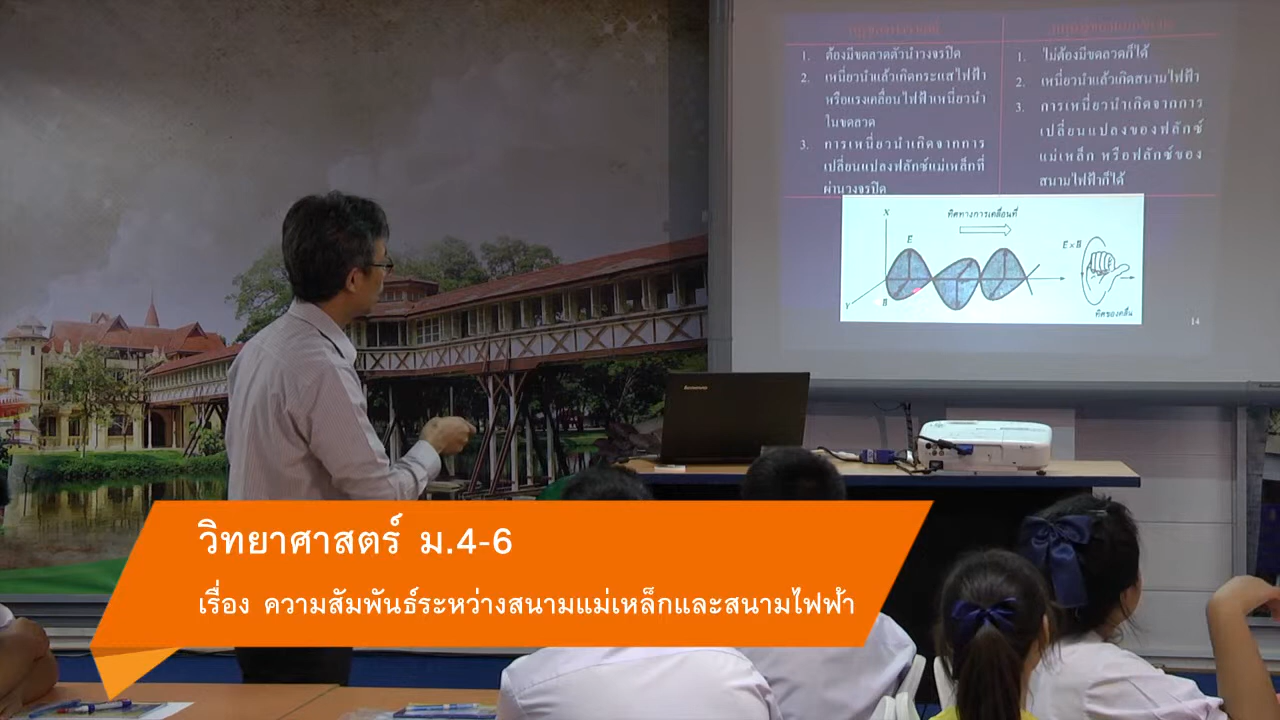 1. ต้องมีขดลวดตัวนำวงจรปิด
2. เหนี่ยวนำแล้วเกิดกระแสไฟฟ้า
หรือแรงเคลื่อนไฟฟ้าเหนี่ยวนำ
ในขดลวด
3. การเหนี่ยวนำเกิดจากการ
เปลี่ยนแปลงฟลักซ์แม่เหล็กที่
ผ่านวงจรปิด
1. ไม่ต้องมีขดลวดก็ได้
2. เหนี่ยวนำแล้วเกิดสนามไฟฟ้า
3. การเหนี่ยวนำเกิดจากการ
เปลี่ยนแปลงของฟลักซ์
แม่เหล็ก หรือฟลักซ์ของ
สนามไฟฟ้าก็ได้
X
ทิศทางการเคลื่อนที่
E
E × B
Y
B
ทิศของคลื่น
14
lenovo
วิทยาศาสตร์ ม.4-6
เรื่อง ความสัมพันธ์ระหว่างสนามแม่เหล็กและสนามไฟฟ้า